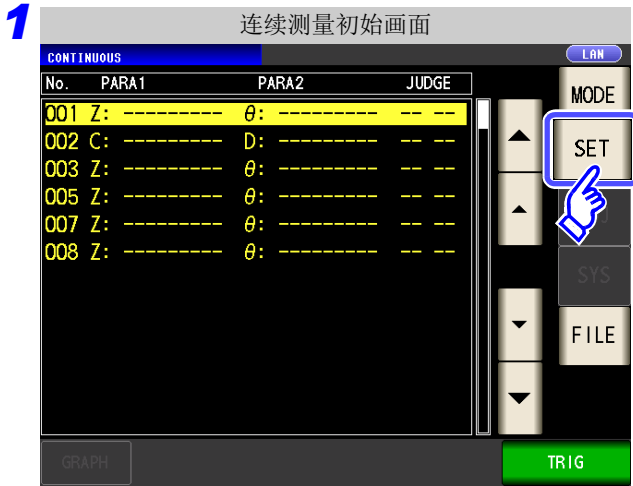 1
连续测量初始画面
CONTINUOUS
LAN
No. PARA1 PARA2 JUDGE
001 Z: --------- θ: --------- -- --
002 C: --------- D: --------- -- --
003 Z: --------- θ: --------- -- --
005 Z: --------- θ: --------- -- --
007 Z: --------- θ: --------- -- --
008 Z: --------- θ: --------- -- --
MODE
SET
SYS
FILE
GRAPH
TRIG